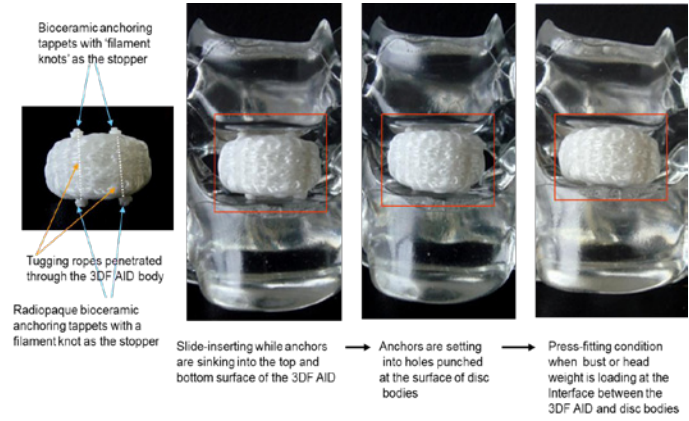 Bioceramic anchoring
tappets with 'filament
knots' as the stopper
Tugging ropes penetrated
through the 3DF AID body
Radiopaque bioceramic
anchoring tappets with a
filament knot as the stopper
Slide-inserting while anchors
are sinking into the top and
bottom surface of the 3DF AID
Anchors are setting
into holes punched
at the surface of disc
bodies
Press-fitting condition
when bust or head
weight is loading at the
Interface between the
3DF AID and disc bodies